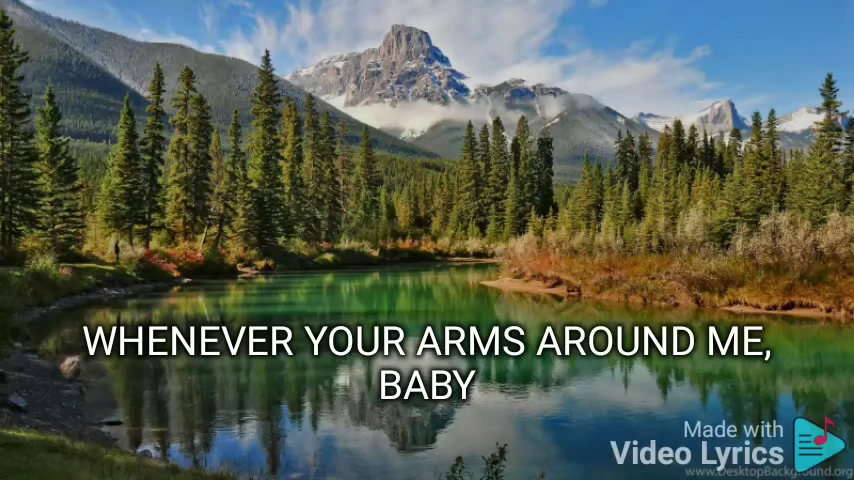 WHENEVER YOUR ARMS AROUND ME,
BABY
Made with
Video Lyrics
www.DesktopBackground.org